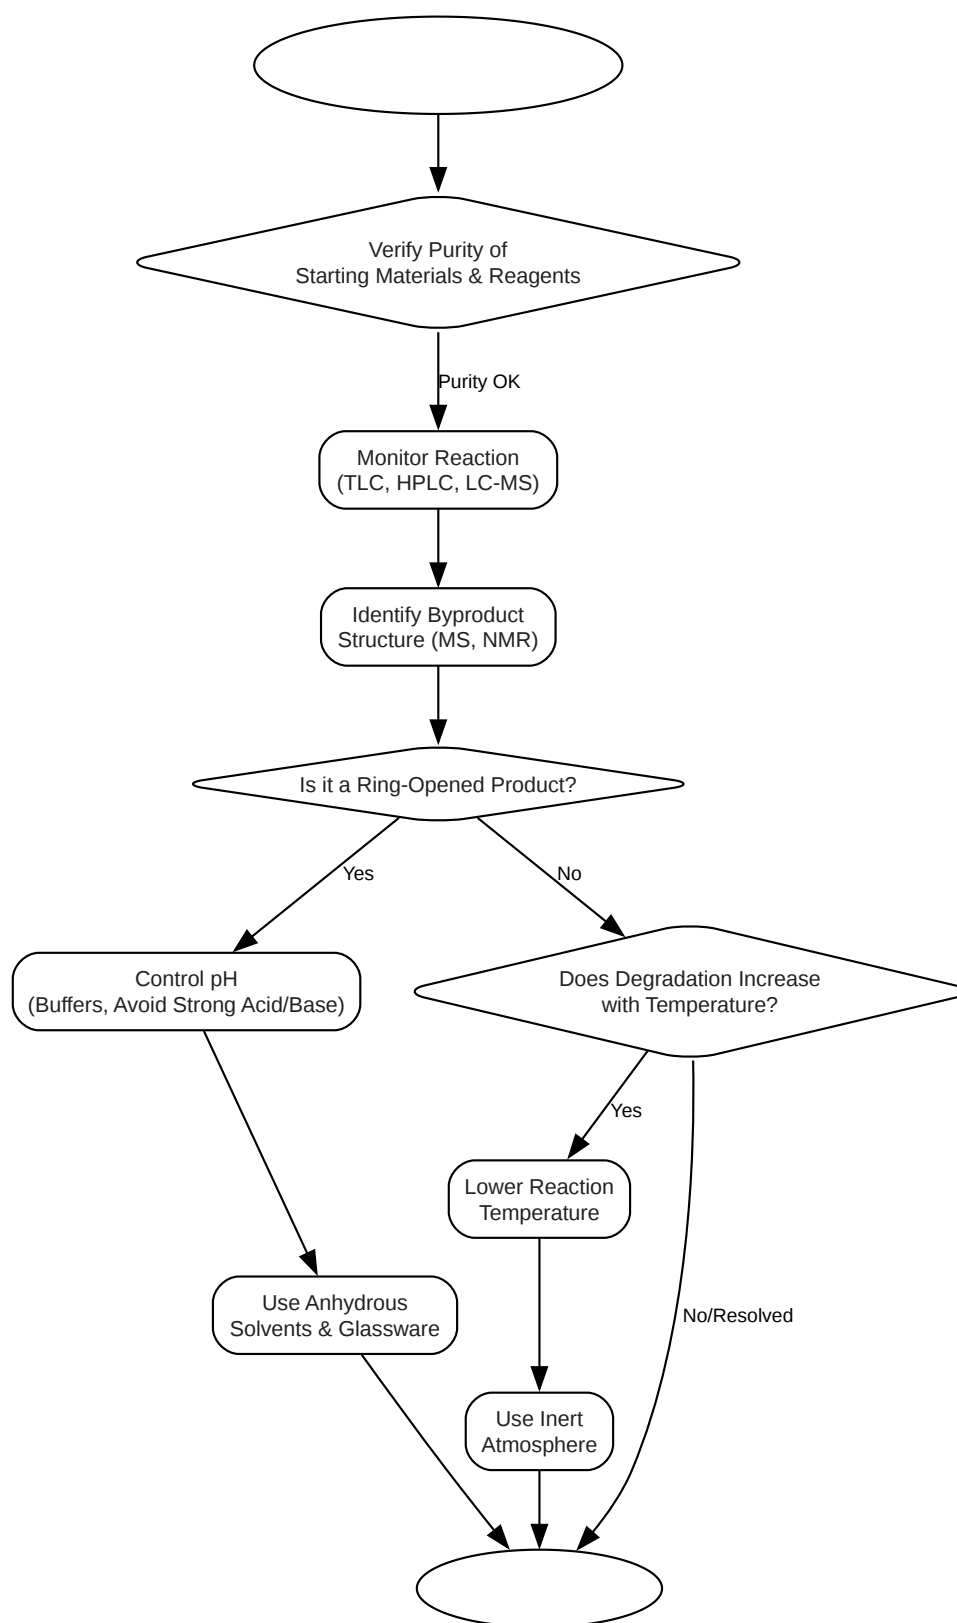 Verify Purity of
Starting Materials & Reagents
Purity OK
Monitor Reaction
(TLC, HPLC, LC-MS)
Identify Byproduct
Structure (MS, NMR)
Is it a Ring-Opened Product?
Yes
No
Control pH
(Buffers, Avoid Strong Acid/Base)
Does Degradation Increase
with Temperature?
Yes
Lower Reaction
Temperature
Use Anhydrous
Solvents & Glassware
No/Resolved
Use Inert
Atmosphere